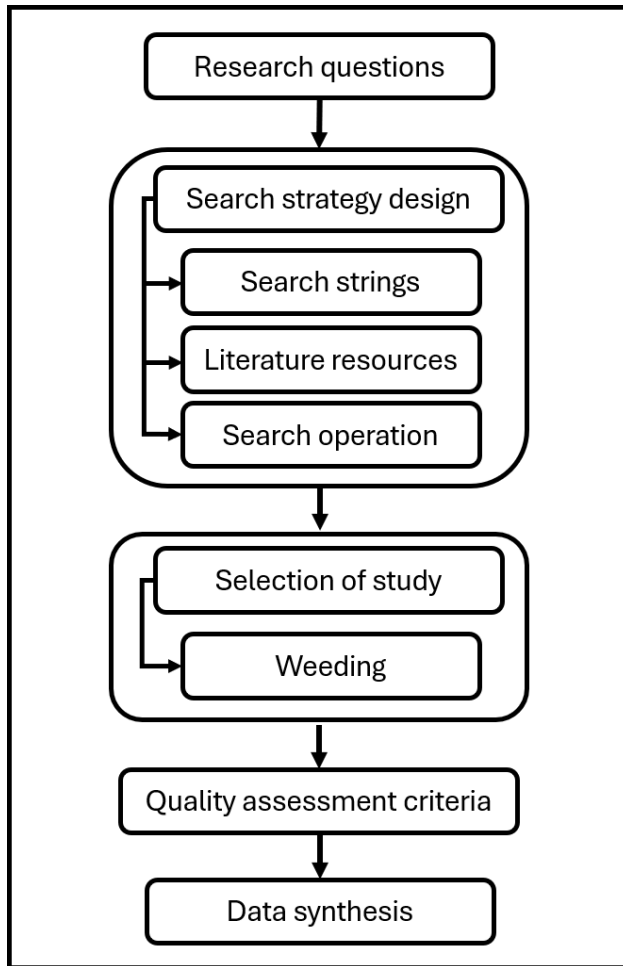 Research questions
Search strategy design
Search strings
Literature resources
Search operation
Selection of study
Weeding
Quality assessment criteria
Data synthesis